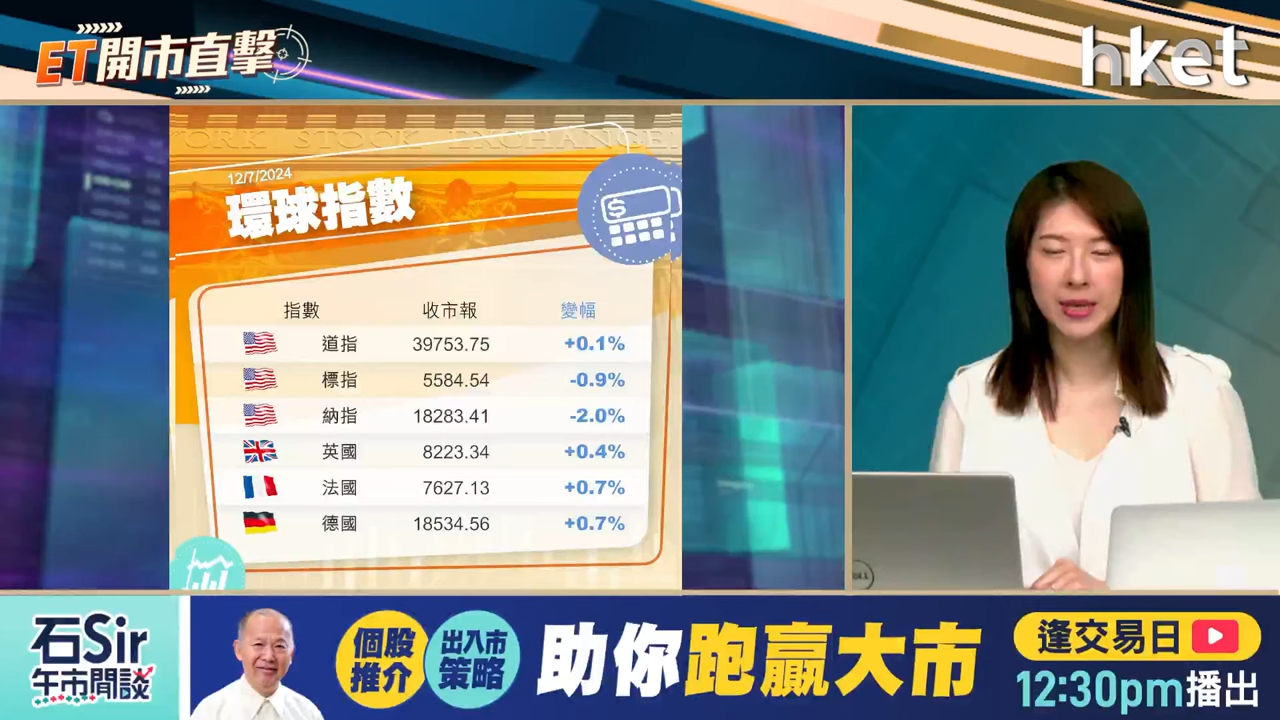 ET開市直擊
hket
YORK STOCK EXCHANGE
12/7/2024
環球指數
$
指數 收市報 變幅
道指 39753.75 +0.1%
標指 5584.54 -0.9%
納指 18283.41 -2.0%
英國 8223.34 +0.4%
法國 7627.13 +0.7%
德國 18534.56 +0.7%
石Sir
午市閒談
個股
推介
出入市
策略
助你跑贏大市
逢交易日
12:30pm播出